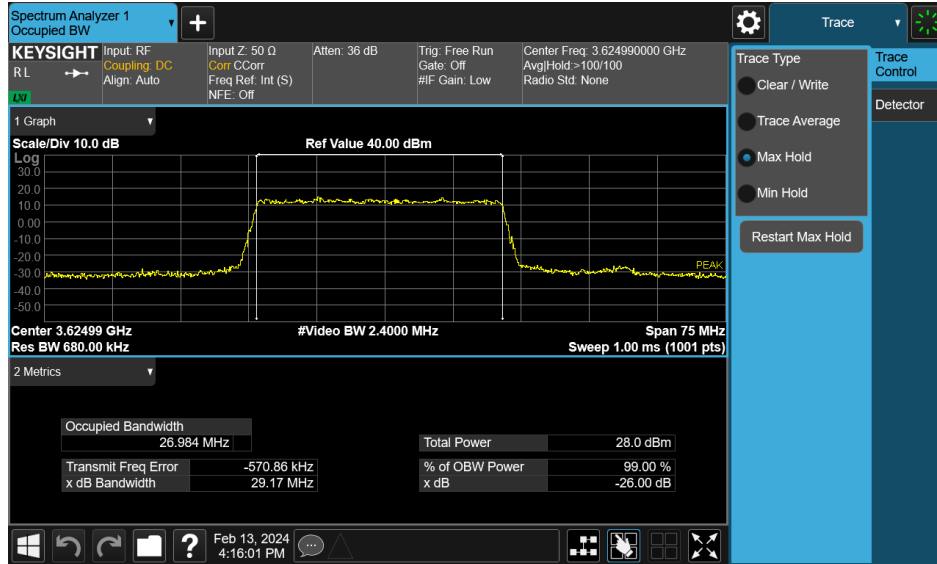 Spectrum Analyzer 1
Occupied BW
Trace
KEYSIGHT
R L
LXI
Input: RF
Coupling: DC
Align: Auto
Input Z: 50 Ω
Corr CCorr
Freq Ref: Int (S)
NFE: Off
Atten: 36 dB
Trig: Free Run
Gate: Off
#IF Gain: Low
Center Freq: 3.624990000 GHz
Avg|Hold:>100/100
Radio Std: None
Trace Type
Clear / Write
Trace Average
Max Hold
Min Hold
Restart Max Hold
Trace
Control
Detector
1 Graph
Scale/Div 10.0 dB
Ref Value 40.00 dBm
Log
30.0
20.0
10.0
0.00
-10.0
-20.0
-30.0
-40.0
-50.0
PEAK
Center 3.62499 GHz
#Video BW 2.4000 MHz
Span 75 MHz
Res BW 680.00 kHz
Sweep 1.00 ms (1001 pts)
2 Metrics
Occupied Bandwidth
26.984 MHz
Total Power 28.0 dBm
Transmit Freq Error -570.86 kHz
% of OBW Power 99.00 %
x dB Bandwidth 29.17 MHz
x dB -26.00 dB
Feb 13, 2024
4:16:01 PM